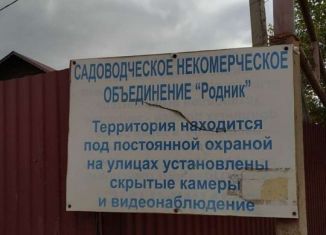 САДОВОДЧЕСКОЕ НЕКОМЕРЧЕСКОЕ
ОБЪЕДИНЕНИЕ "Родник"
Территория находится
под постоянной охраной
на улицах установлены
скрытые камеры
и видеонаблюдение